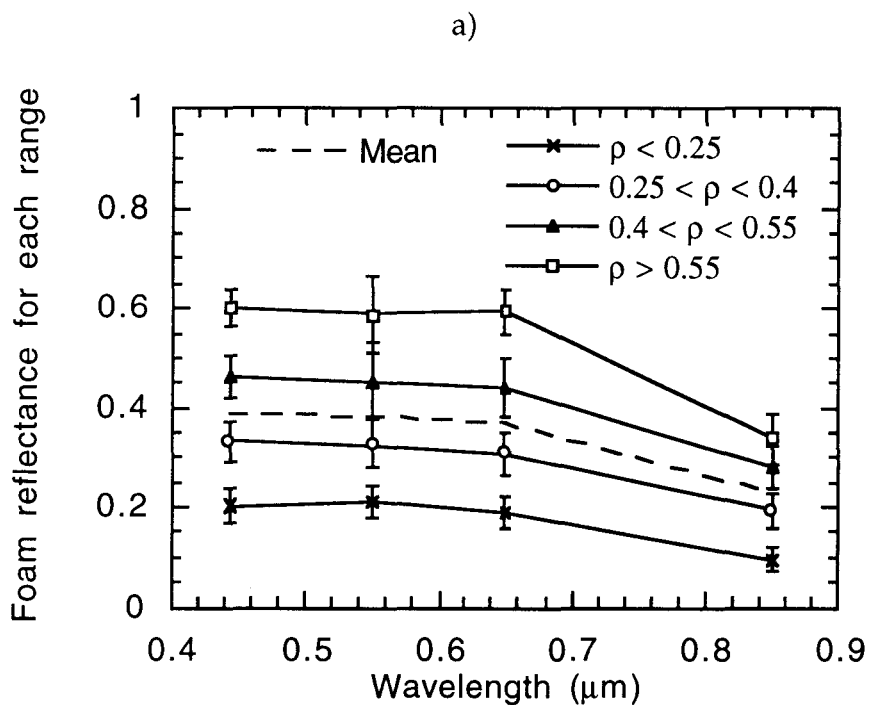 a)
Foam reflectance for each range
1
0.8
0.6
0.4
0.2
0
Mean
ρ < 0.25
0.25 < ρ < 0.4
0.4 < ρ < 0.55
ρ > 0.55
0.4 0.5 0.6 0.7 0.8 0.9
Wavelength (μm)